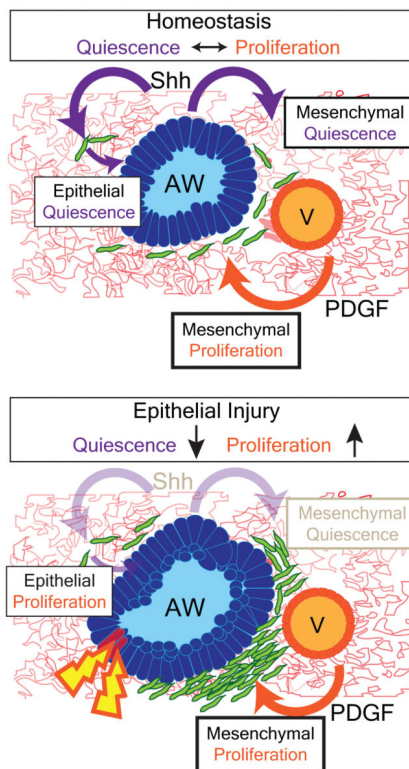 Homeostasis
Quiescence ↔ Proliferation
Shh
Mesenchymal
Quiescence
AW
Epithelial
Quiescence
V
PDGF
Mesenchymal
Proliferation
Epithelial Injury
Quiescence ↓ Proliferation ↑
Shh
Mesenchymal
Quiescence
Epithelial
Proliferation
AW
V
PDGF
Mesenchymal
Proliferation